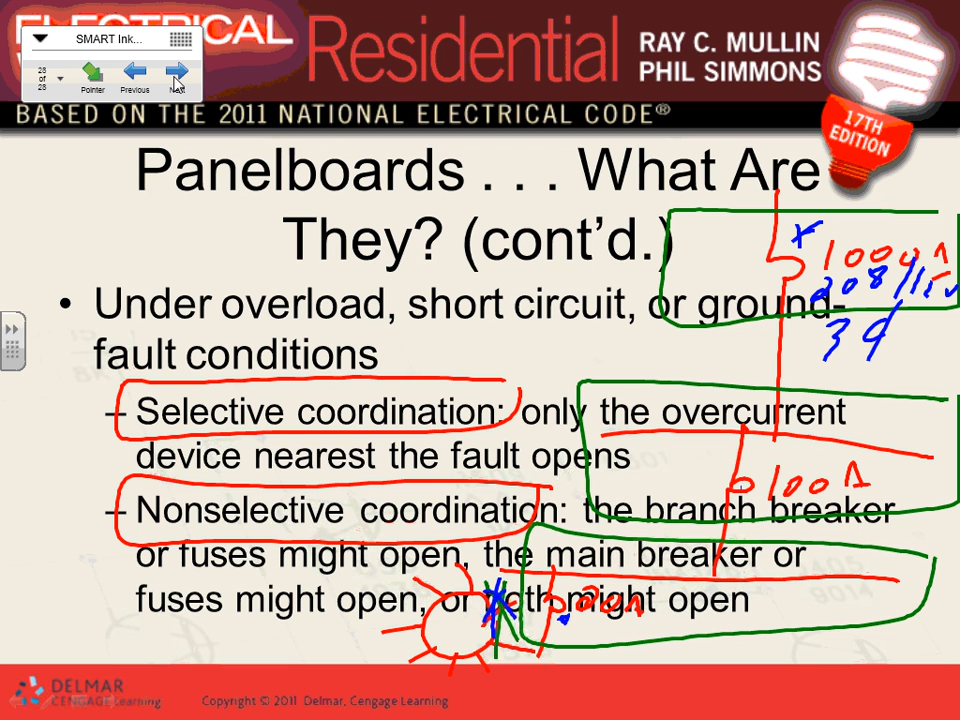 ELECTRICAL
Residential
RAY C. MULLIN
PHIL SIMMONS
SMART Ink...
28
of
28
Pointer
Previous
Next
BASED ON THE 2011 NATIONAL ELECTRICAL CODE®
17TH
EDITION
Panelboards . . . What Are
They? (cont'd.)
1000A
208/
• Under overload, short circuit, or ground-
fault conditions
– Selective coordination: only the overcurrent
device nearest the fault opens
100A
– Nonselective coordination: the branch breaker
or fuses might open, the main breaker or
fuses might open, or both might open
DELMAR
CENGAGE Learning
Copyright © 2011 Delmar, Cengage Learning